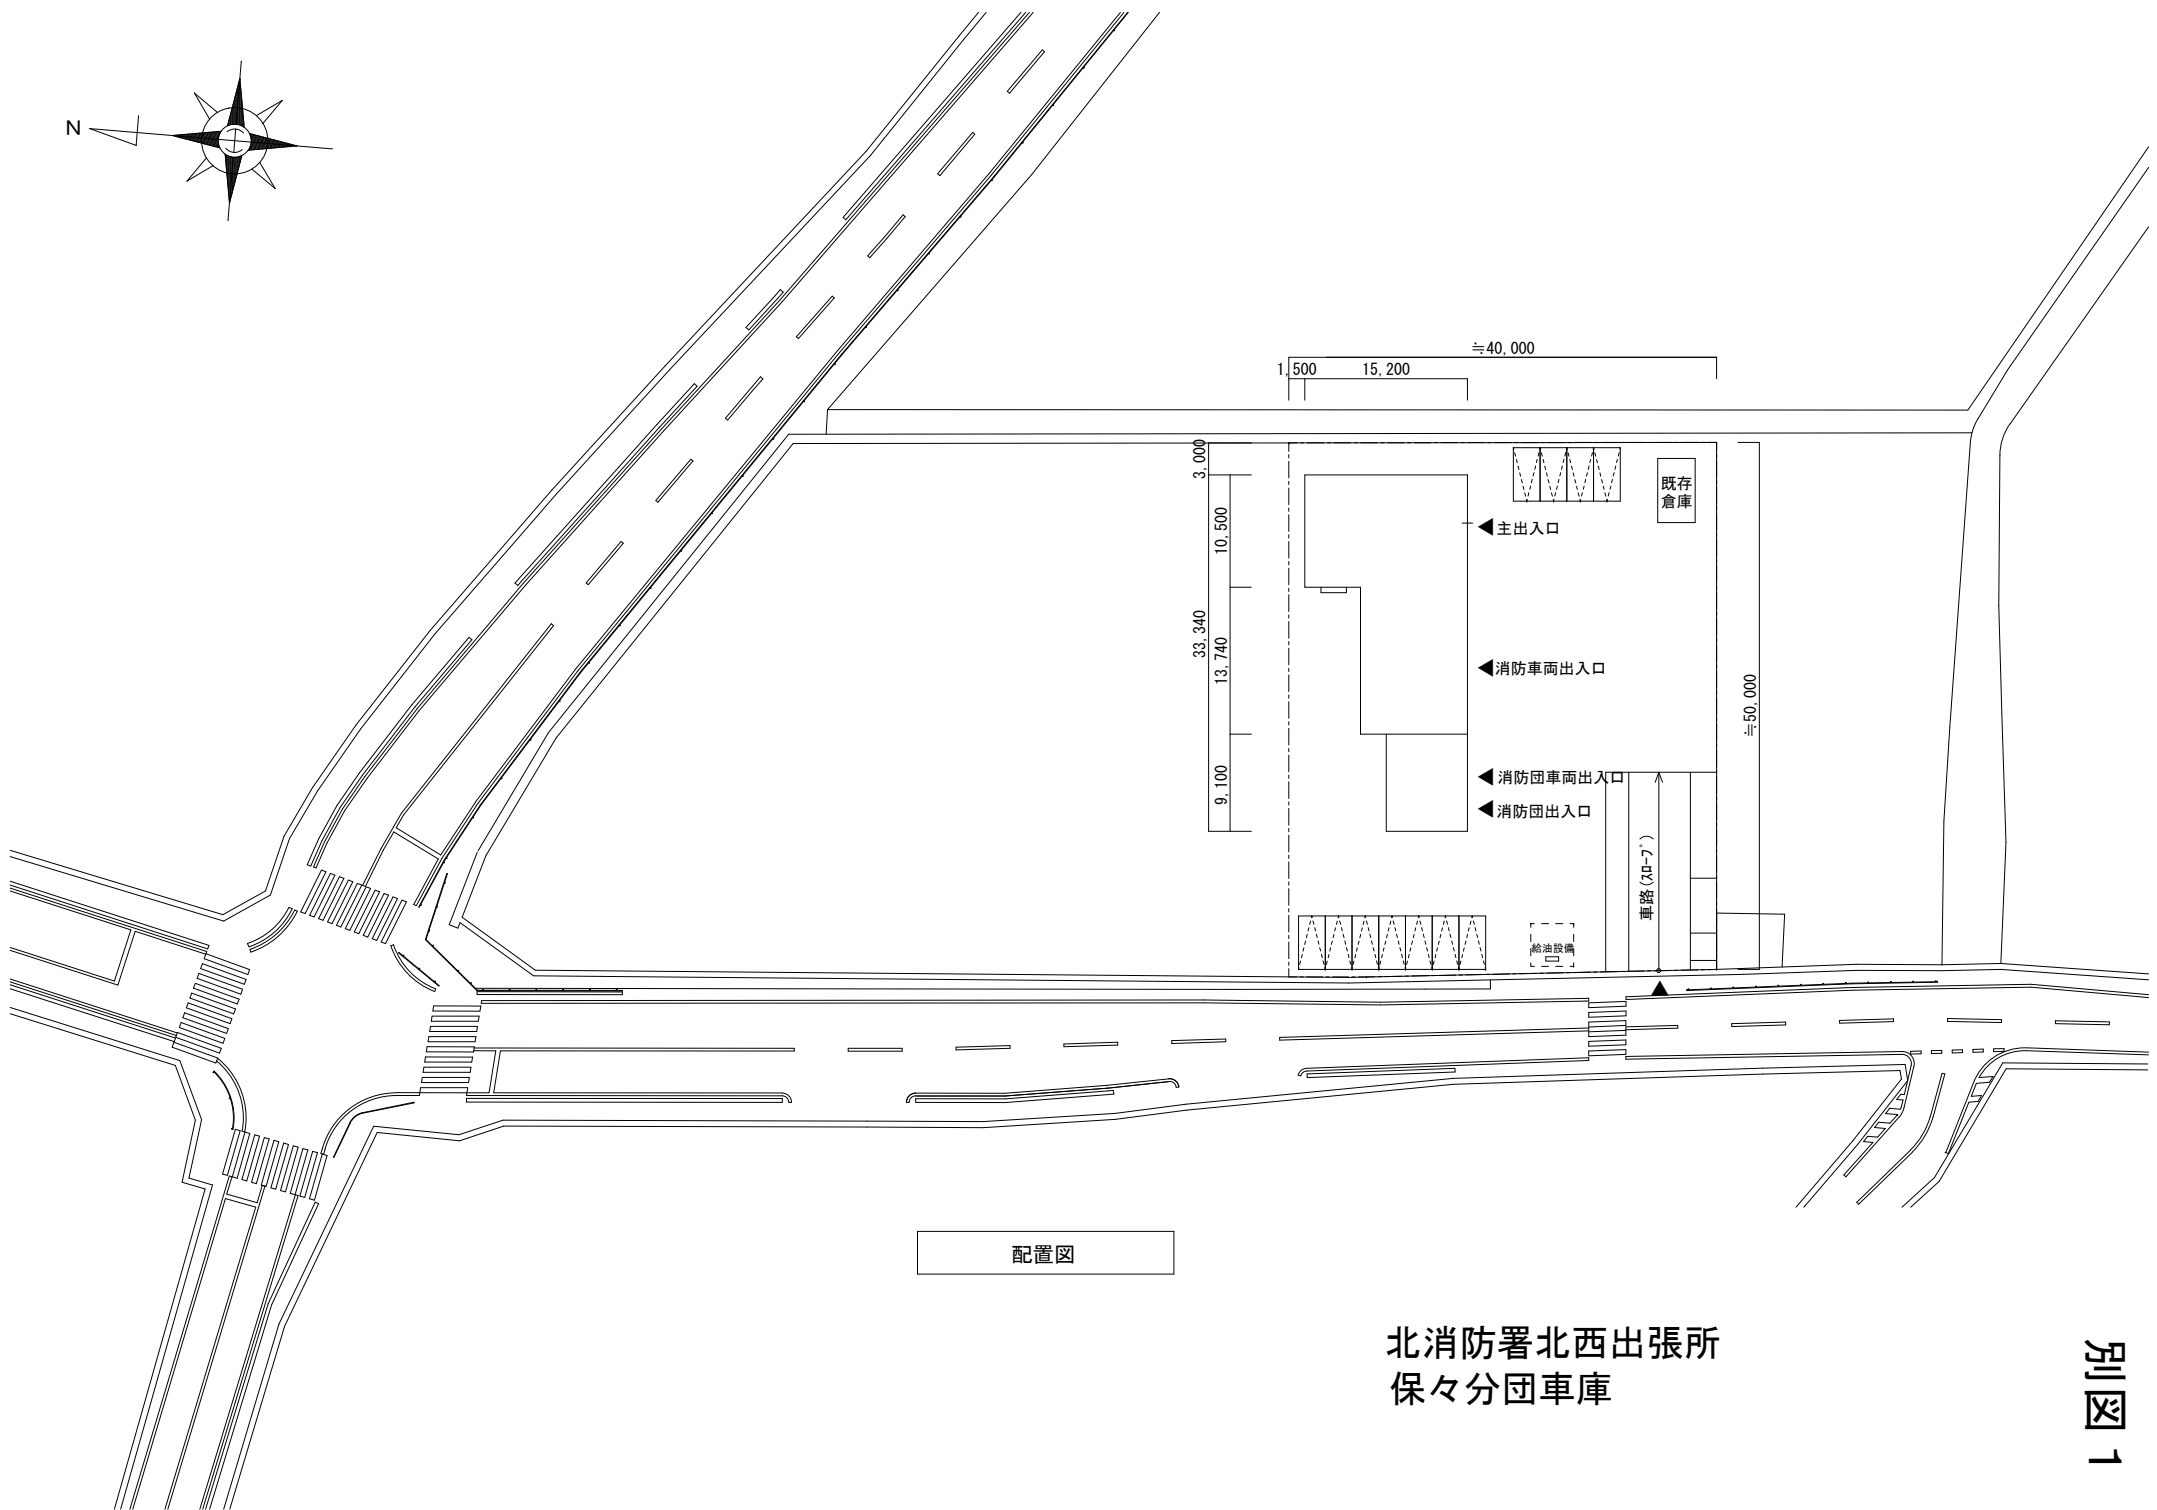 N
≒40,000
1,500
15,200
3,000
10,500
33,340
13,740
9,100
≒50,000
既存
倉庫
主出入口
消防車両出入口
消防団車両出入口
消防団出入口
車路(ｽﾛｰﾌﾟ)
給油設備
配置図
北消防署北西出張所
保々分団車庫
別図1